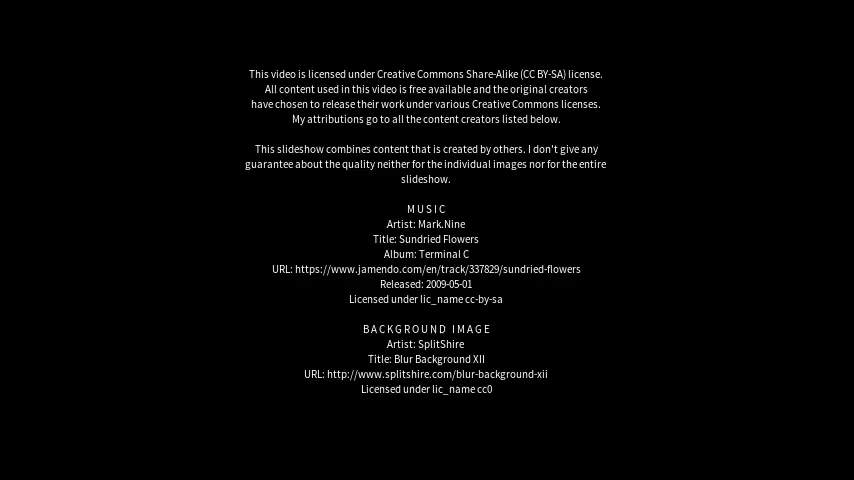 This video is licensed under Creative Commons Share-Alike (CC BY-SA) license.
All content used in this video is free available and the original creators
have chosen to release their work under various Creative Commons licenses.
My attributions go to all the content creators listed below.
This slideshow combines content that is created by others. I don't give any
guarantee about the quality neither for the individual images nor for the entire
slideshow.
MUSIC
Artist: Mark.Nine
Title: Sundried Flowers
Album: Terminal C
URL: https://www.jamendo.com/en/track/337829/sundried-flowers
Released: 2009-05-01
Licensed under lic_name cc-by-sa
BACKGROUND IMAGE
Artist: SplitShire
Title: Blur Background XII
URL: http://www.splitshire.com/blur-background-xii
Licensed under lic_name cc0